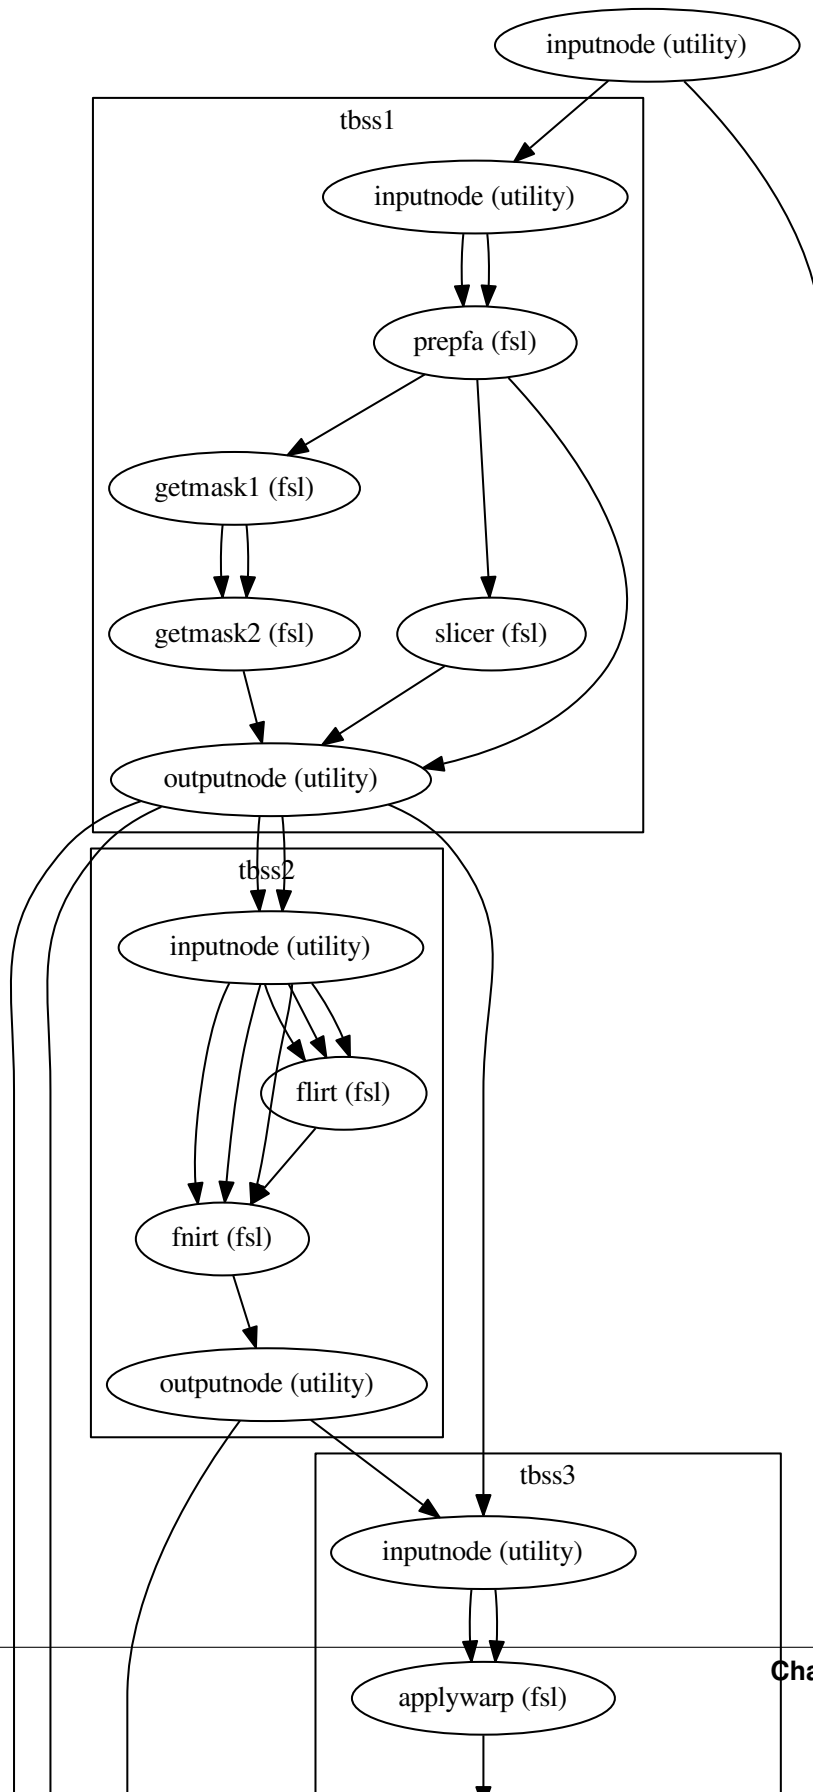 inputnode (utility)
tbss1
inputnode (utility)
prepfa (fsl)
getmask1 (fsl)
getmask2 (fsl)
slicer (fsl)
outputnode (utility)
tbss2
inputnode (utility)
flirt (fsl)
fnirt (fsl)
outputnode (utility)
tbss3
inputnode (utility)
Cha
applywarp (fsl)